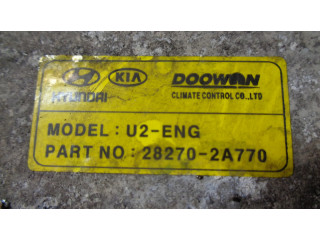 KIA DOOWON
HYUNDAI CLIMATE CONTROL CO.,LTD
MODEL : U2-ENG
PART NO : 28270-2A770